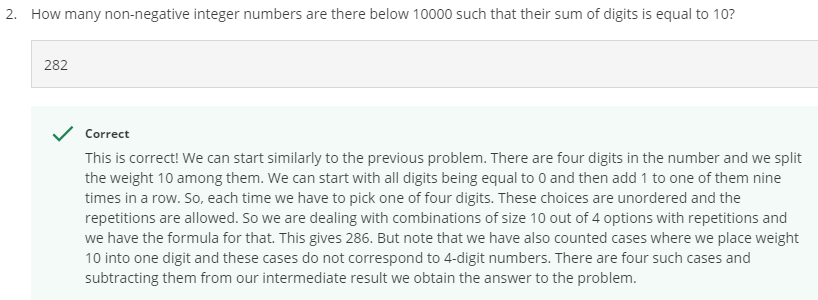 2. How many non-negative integer numbers are there below 10000 such that their sum of digits is equal to 10?
282
Correct
This is correct! We can start similarly to the previous problem. There are four digits in the number and we split
the weight 10 among them. We can start with all digits being equal to 0 and then add 1 to one of them nine
times in a row. So, each time we have to pick one of four digits. These choices are unordered and the
repetitions are allowed. So we are dealing with combinations of size 10 out of 4 options with repetitions and
we have the formula for that. This gives 286. But note that we have also counted cases where we place weight
10 into one digit and these cases do not correspond to 4-digit numbers. There are four such cases and
subtracting them from our intermediate result we obtain the answer to the problem.